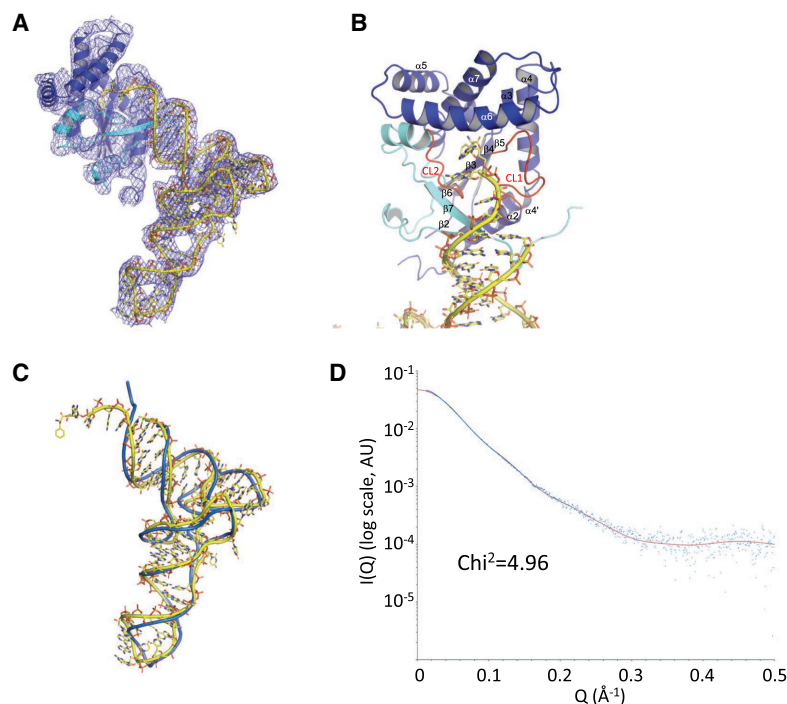 A
B
α5
α7
α4
α3
α6
β5
β4
CL2
β3
CL1
β6
β7
α2
α4'
β2
C
D
I(Q) (log scale, AU)
10⁻¹
10⁻²
10⁻³
10⁻⁴
10⁻⁵
Chi²=4.96
0 0.1 0.2 0.3 0.4 0.5
Q (Å⁻¹)